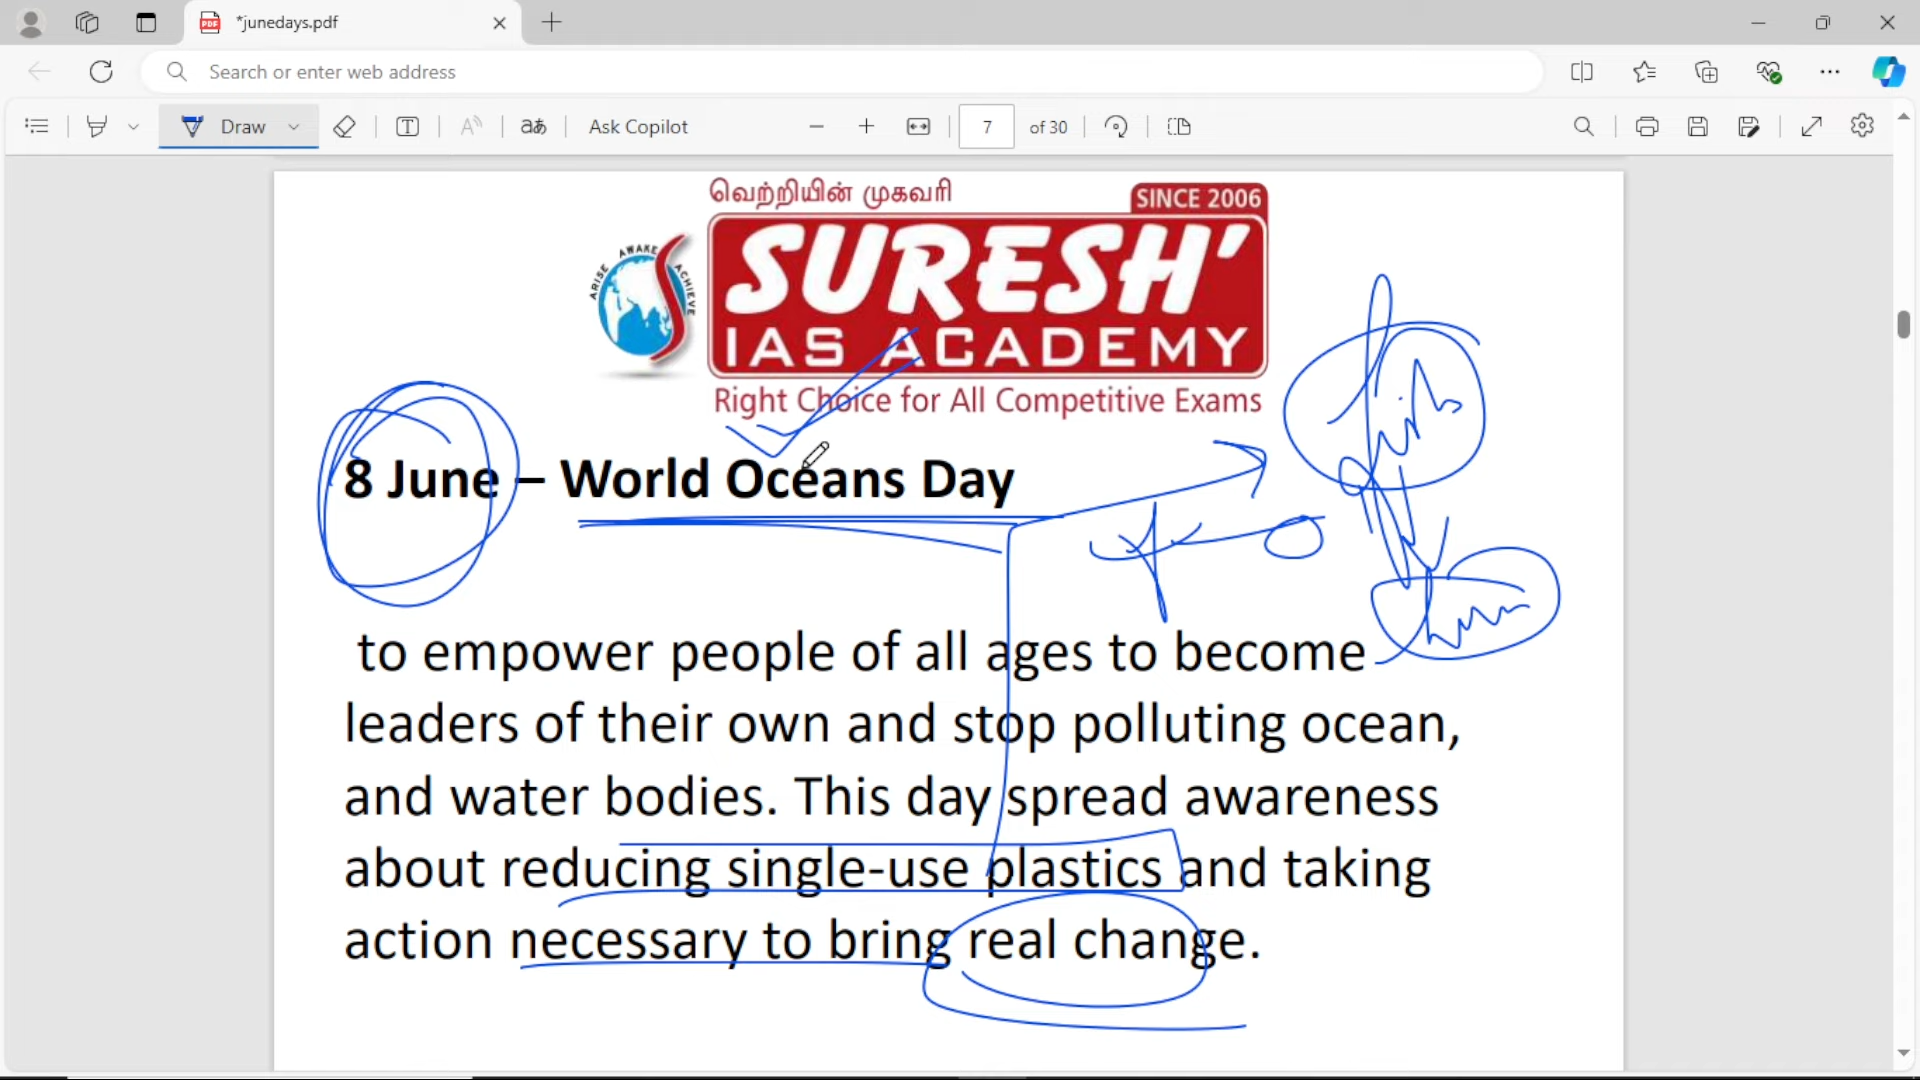 *junedays.pdf
Search or enter web address
Draw
Ask Copilot
7 of 30
வெற்றியின் முகவரி
SINCE 2006
ARISE AWAKE ACHIEVE
SURESH'
IAS ACADEMY
Right Choice for All Competitive Exams
8 June – World Oceans Day
to empower people of all ages to become
leaders of their own and stop polluting ocean,
and water bodies. This day spread awareness
about reducing single-use plastics and taking
action necessary to bring real change.